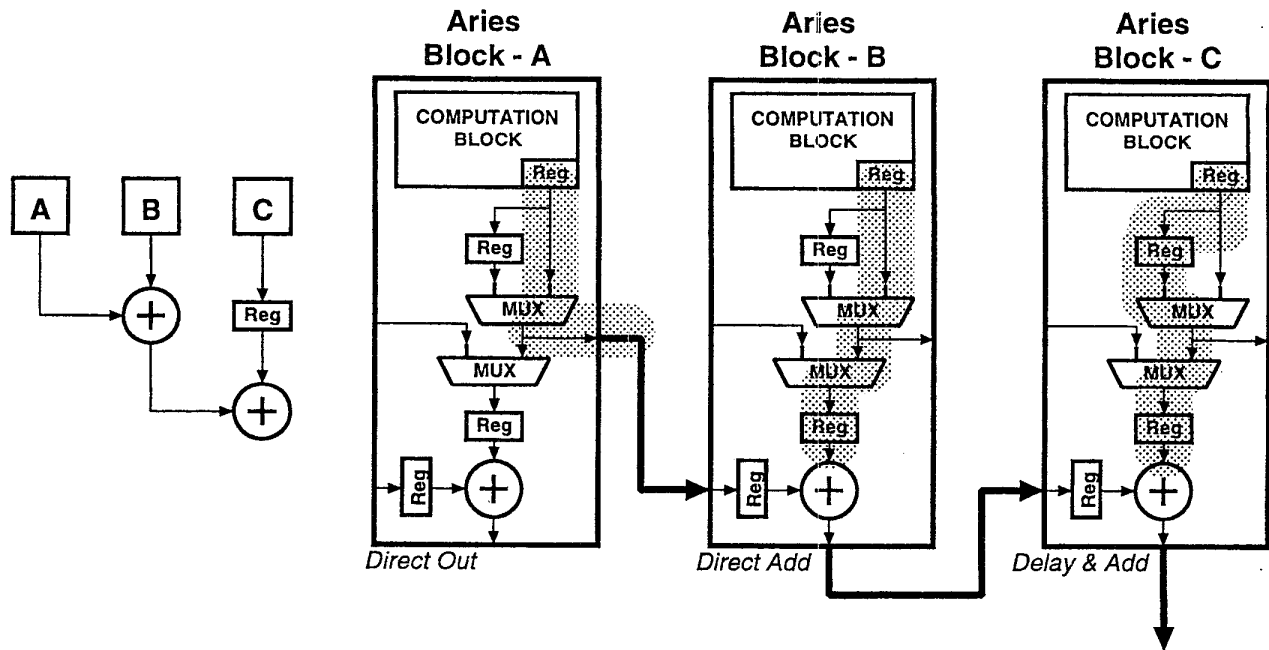 Aries
Block - A
Aries
Block - B
Aries
Block - C
COMPUTATION
BLOCK
Reg
COMPUTATION
BLOCK
Reg
COMPUTATION
BLOCK
Reg
A
B
C
Reg
Reg
Reg
Reg
MUX
MUX
MUX
MUX
MUX
MUX
Reg
Reg
Reg
+
+
Reg
+
Reg
+
Reg
+
Direct Out
Direct Add
Delay & Add